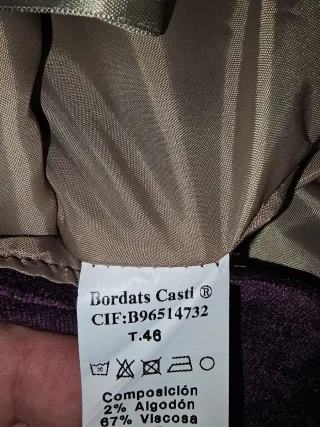 Bordats Casti ®
CIF:B96514732
T.46
Composición
2% Algodón
67% Viscosa